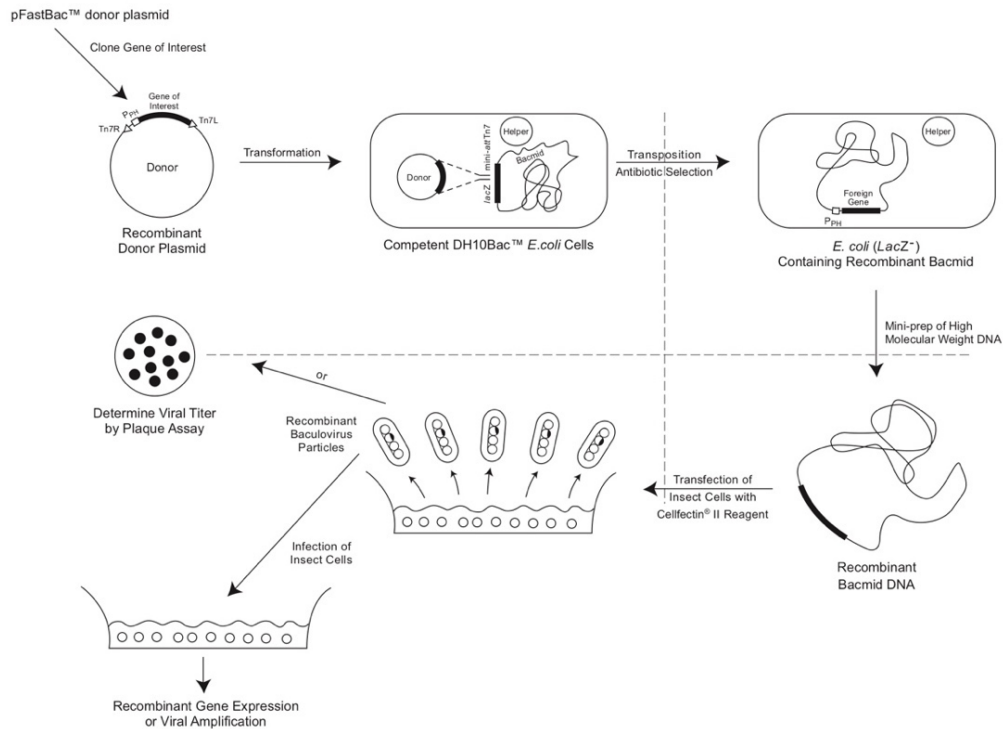 pFastBac™ donor plasmid
Clone Gene of Interest
Gene of
Interest
PPH
Tn7R
Tn7L
Donor
Recombinant
Donor Plasmid
Transformation
Donor
lacZ
mini-attTn7
Helper
Bacmid
Competent DH10Bac™ E.coli Cells
Transposition
Antibiotic Selection
Helper
Foreign
Gene
PPH
E. coli (LacZ⁻)
Containing Recombinant Bacmid
Mini-prep of High
Molecular Weight DNA
Recombinant
Bacmid DNA
Transfection of
Insect Cells with
Cellfectin® II Reagent
Recombinant
Baculovirus
Particles
or
Determine Viral Titer
by Plaque Assay
Infection of
Insect Cells
Recombinant Gene Expression
or Viral Amplification